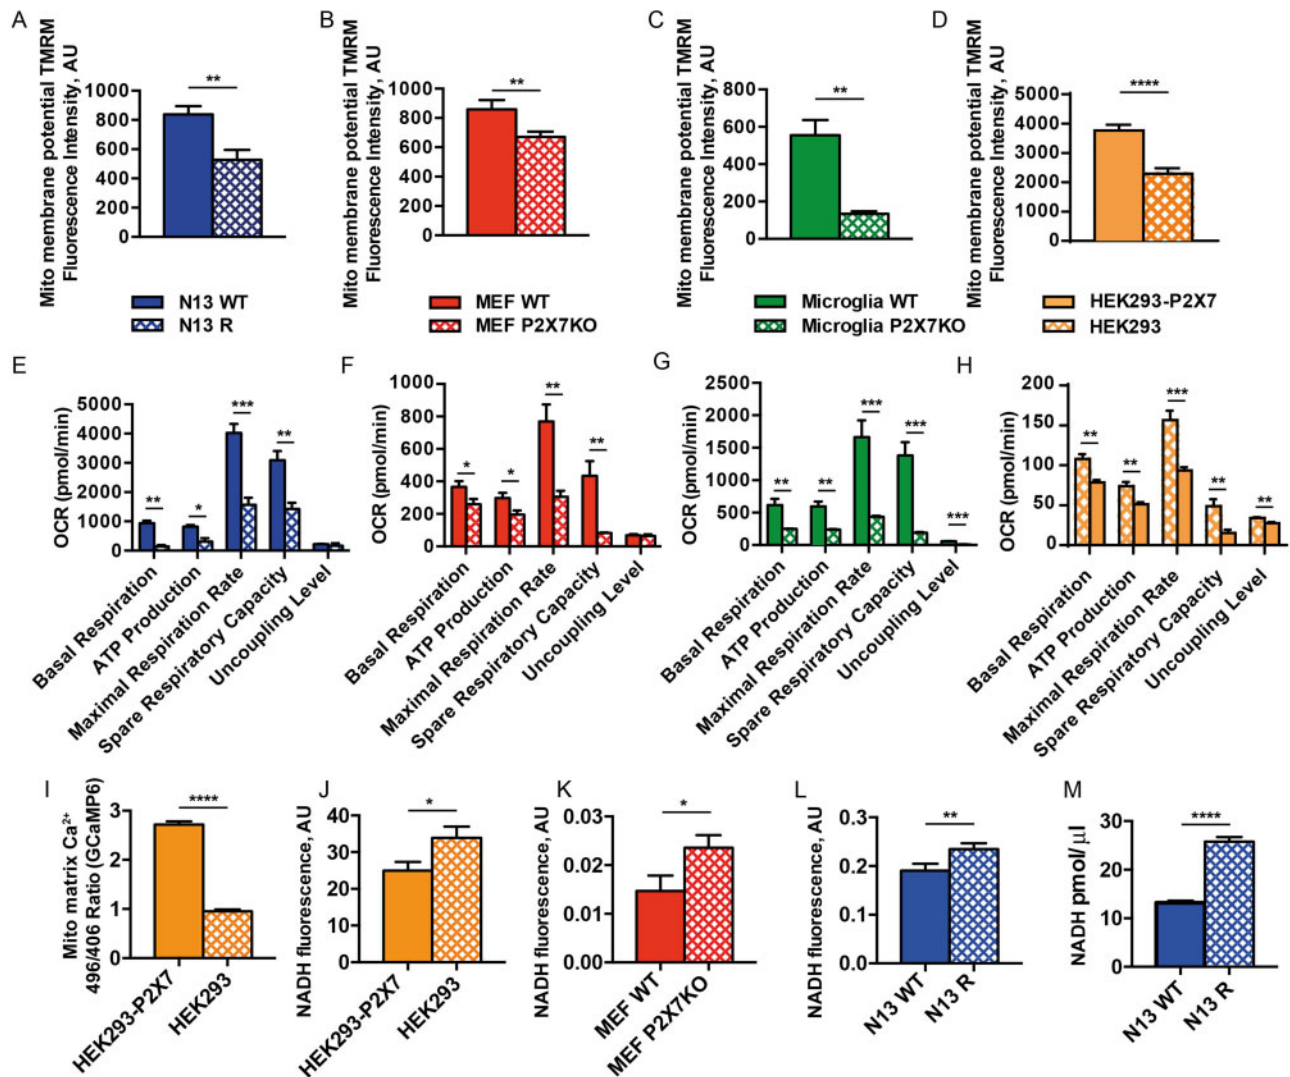 A
Mito membrane potential TMRM
Fluorescence Intensity, AU
1000
800
600
400
200
0
**
N13 WT
N13 R
B
Mito membrane potential TMRM
Fluorescence Intensity, AU
1000
800
600
400
200
0
**
MEF WT
MEF P2X7KO
C
Mito membrane potential TMRM
Fluorescence Intensity, AU
800
600
400
200
0
**
Microglia WT
Microglia P2X7KO
D
Mito membrane potential TMRM
Fluorescence Intensity, AU
5000
4000
3000
2000
1000
0
****
HEK293-P2X7
HEK293
E
OCR (pmol/min)
5000
4000
3000
2000
1000
0
**
*
***
**
Basal Respiration
ATP Production
Maximal Respiration Rate
Spare Respiratory Capacity
Uncoupling Level
F
OCR (pmol/min)
1000
800
600
400
200
0
*
*
**
**
Basal Respiration
ATP Production
Maximal Respiration Rate
Spare Respiratory Capacity
Uncoupling Level
G
OCR (pmol/min)
2500
2000
1500
1000
500
0
**
**
***
***
***
Basal Respiration
ATP Production
Maximal Respiration Rate
Spare Respiratory Capacity
Uncoupling Level
H
OCR (pmol/min)
200
150
100
50
0
**
**
***
**
**
Basal Respiration
ATP Production
Maximal Respiration Rate
Spare Respiratory Capacity
Uncoupling Level
I
Mito matrix Ca²⁺
496/406 Ratio (GCaMP6)
3
2
1
0
****
HEK293-P2X7
HEK293
J
NADH fluorescence, AU
40
30
20
10
0
*
HEK293-P2X7
HEK293
K
NADH fluorescence, AU
0.03
0.02
0.01
0.00
*
MEF WT
MEF P2X7KO
L
NADH fluorescence, AU
0.3
0.2
0.1
0.0
**
N13 WT
N13 R
M
NADH pmol/µl
30
20
10
0
****
N13 WT
N13 R